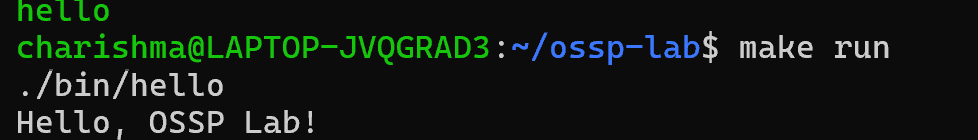 hello
charishma@LAPTOP-JVQGRAD3:~/ossp-lab$ make run
./bin/hello
Hello, OSSP Lab!